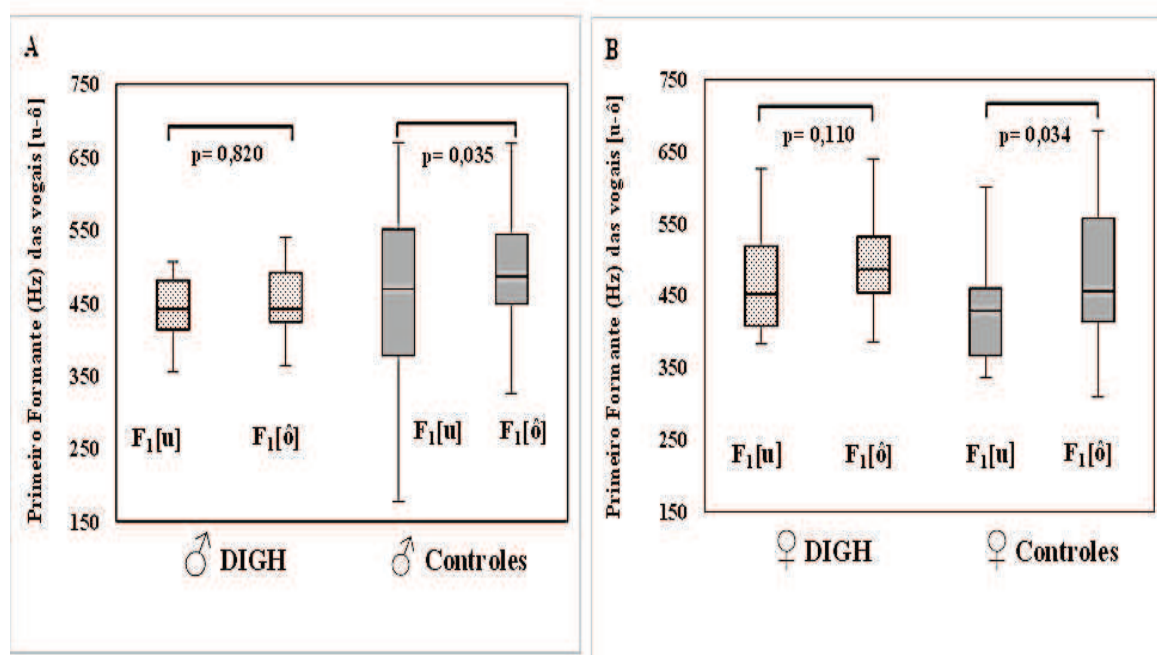 A
Primeiro Formante (Hz) das vogais [u-ô]
750
650
550
450
350
250
150
p= 0,820
p= 0,035
F₁[u]
F₁[ô]
F₁[u]
F₁[ô]
♂ DIGH
♂ Controles
B
Primeiro Formante (Hz) das vogais [u-ô]
750
650
550
450
350
450
150
p= 0,110
p= 0,034
F₁[u]
F₁[ô]
F₁[u]
F₁[ô]
♀ DIGH
♀ Controles